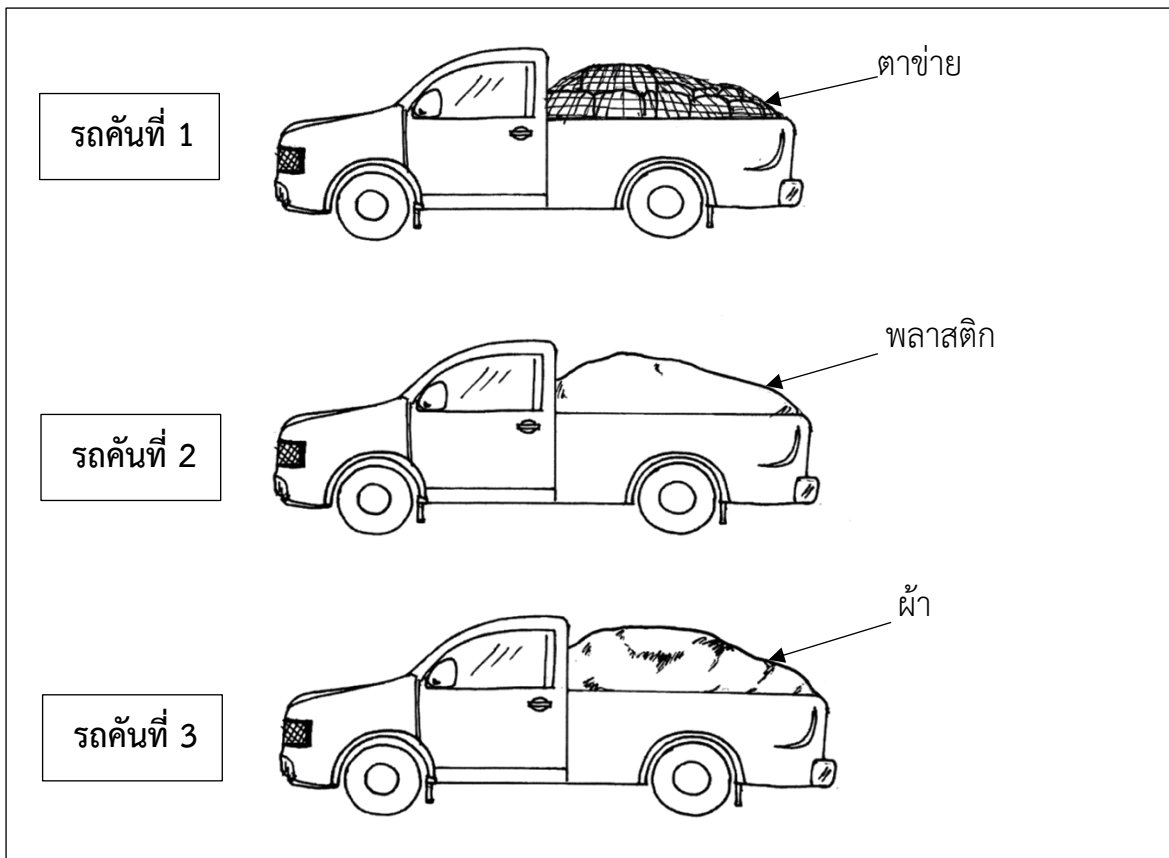 ตาข่าย
รถคันที่ 1
พลาสติก
รถคันที่ 2
ผ้า
รถคันที่ 3